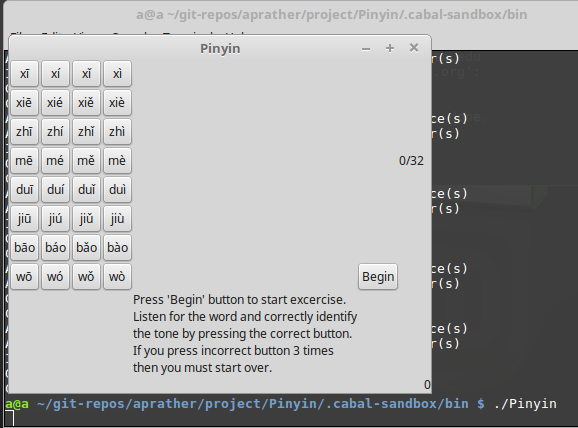 a@a ~/git-repos/aprather/project/Pinyin/.cabal-sandbox/bin
Pinyin
r(s)
xī xí xǐ xì
xiē xié xiě xiè
ce(s)
zhī zhí zhǐ zhì
r(s)
mē mé mě mè
0/32
duī duí duǐ duì
ce(s)
jiū jiú jiǔ jiù
r(s)
bāo báo bǎo bào
wō wó wǒ wò
Begin
ce(s)
r(s)
Press 'Begin' button to start excercise.
Listen for the word and correctly identify
the tone by pressing the correct button.
ce(s)
If you press incorrect button 3 times
r(s)
then you must start over.
0
a@a ~/git-repos/aprather/project/Pinyin/.cabal-sandbox/bin $ ./Pinyin